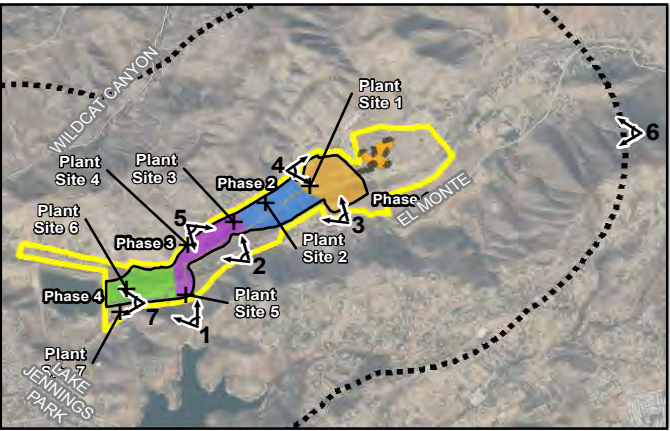 WILDCAT CANYON
Plant
Site 1
Plant
Site 3
Plant
Site 4
4
Phase 2
6
Plant
Site 6
5
Phase 3
Phase
EL MONTE
3
Plant
Site 2
2
Phase 4
7
Plant
Site 5
1
Plant
LAKE
JENNINGS
PARK